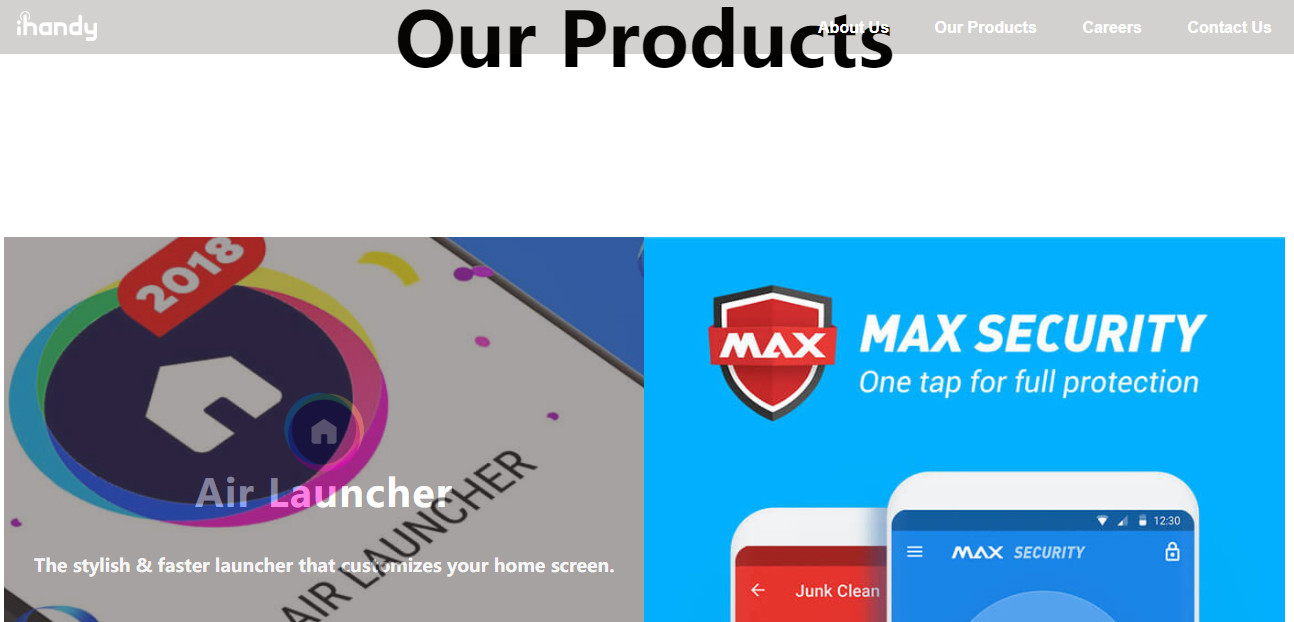 ihandy
About Us
Our Products
Careers
Contact Us
Our Products
2018
AIR LAUNCHER
Air Launcher
The stylish & faster launcher that customizes your home screen.
MAX
MAX SECURITY
One tap for full protection
12:30
MAX SECURITY
Junk Clean